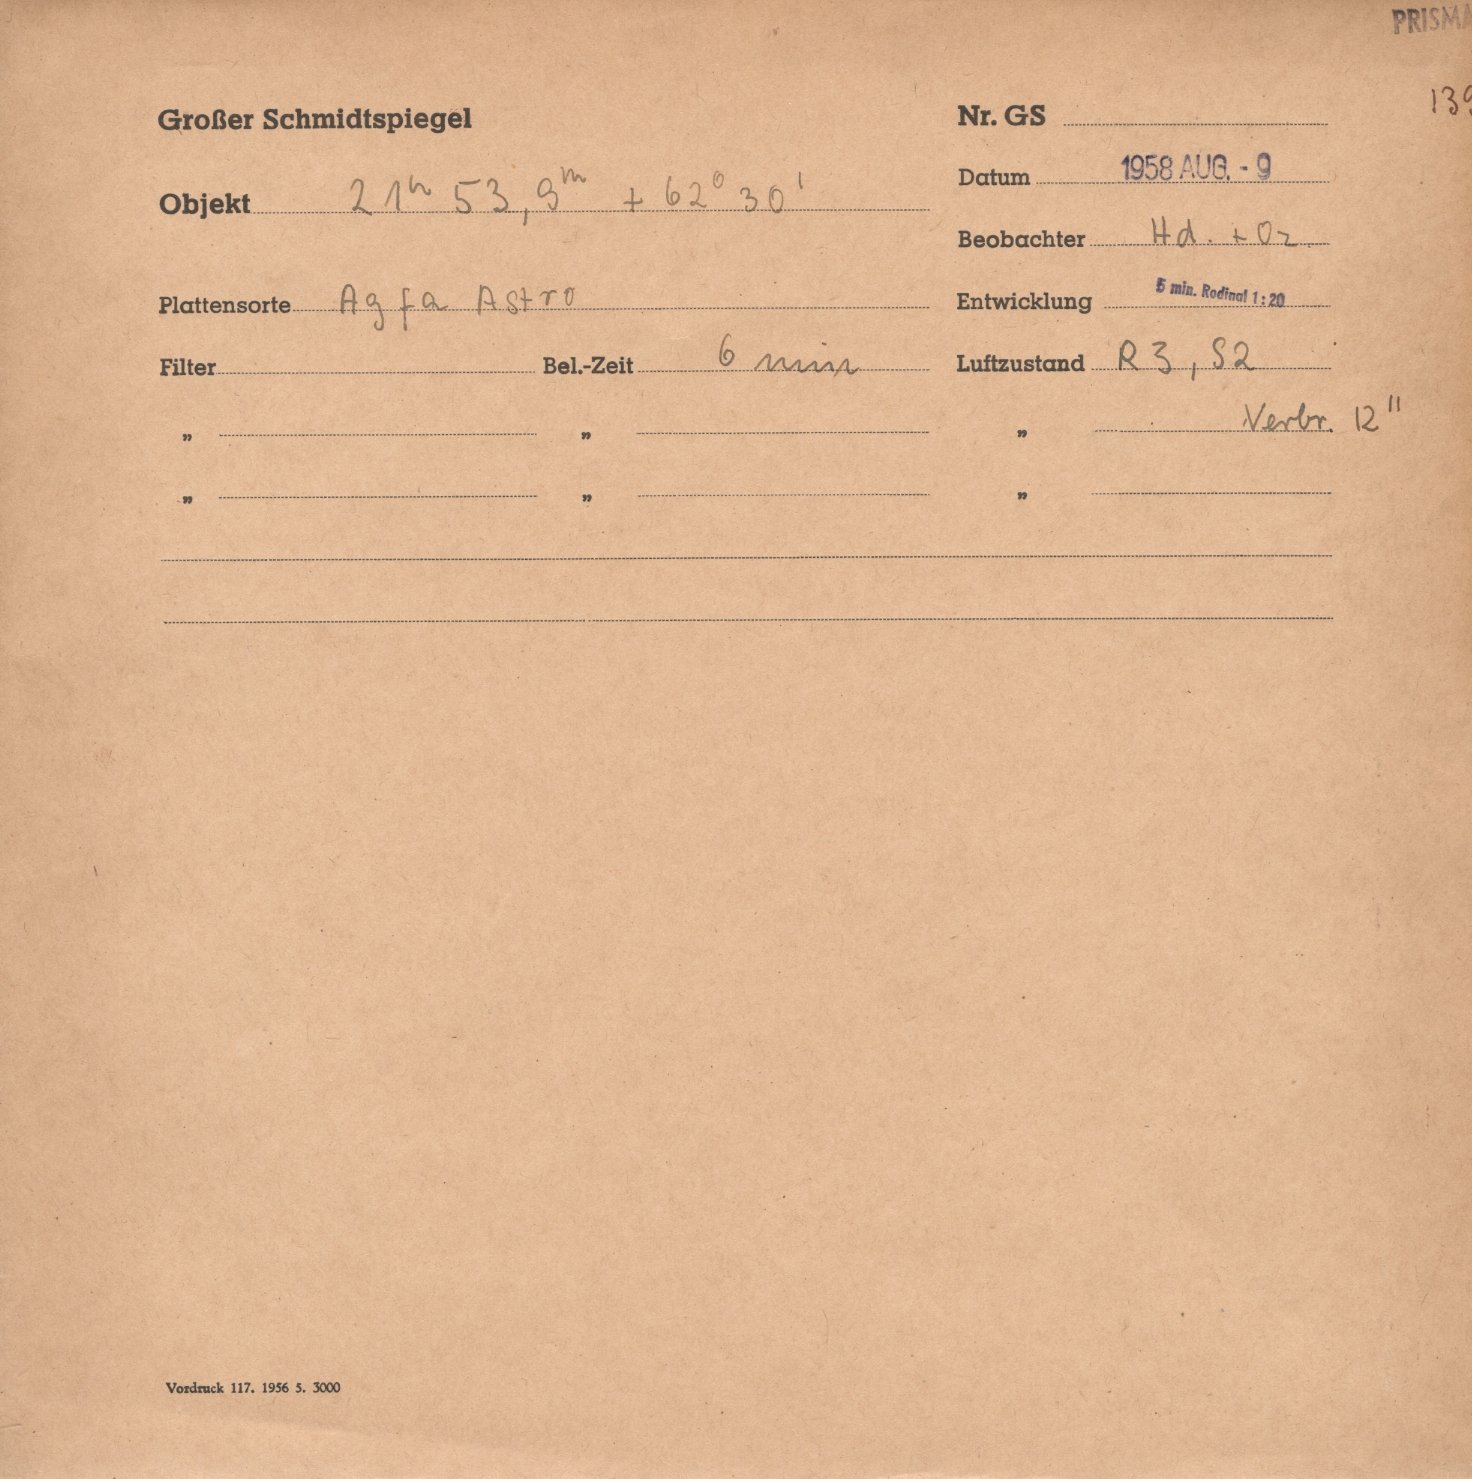 PRISMA
139
Großer Schmidtspiegel
Nr. GS
Objekt 21h 53,9m + 62° 30'
Datum 1958 AUG. - 9
Beobachter Hd. + Oz.
Plattensorte Agfa Astro
Entwicklung 5 min. Rodinal 1:20
Filter Bel.-Zeit 6 min Luftzustand R 3, S2
„ „ „ Verbr. 12"
„ „ „
Vordruck 117. 1956 5. 3000